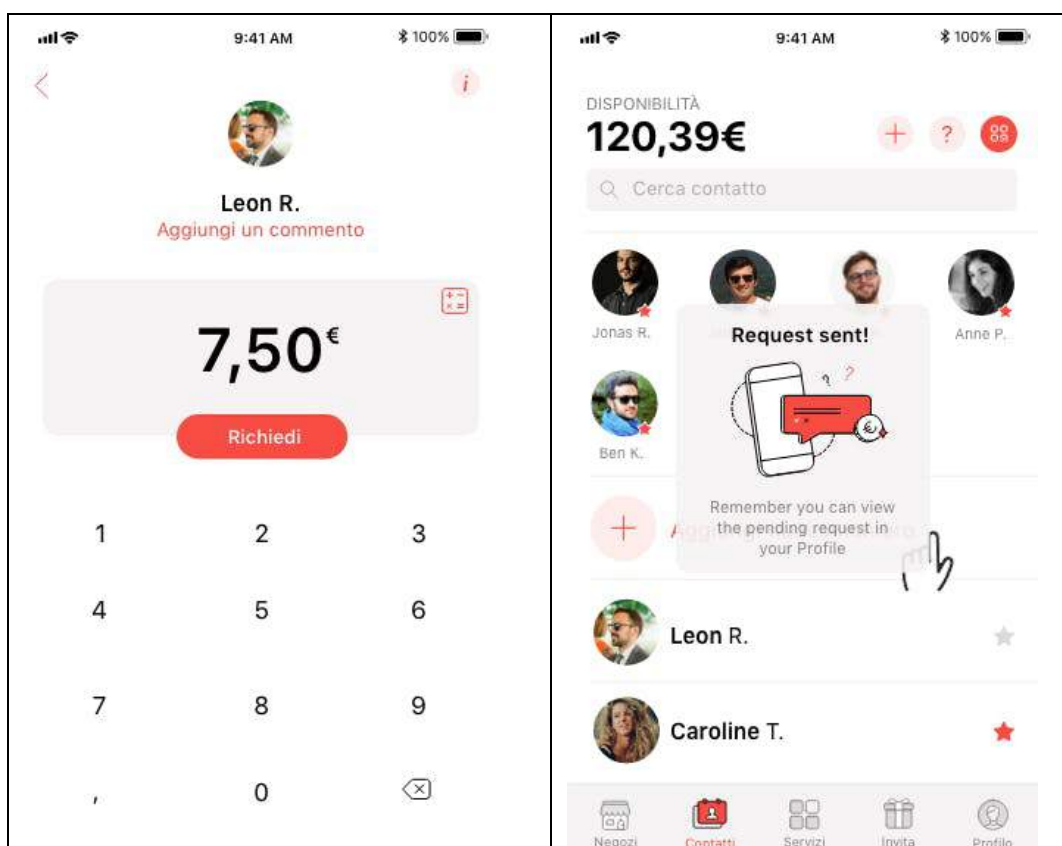 9:41 AM
100%
i
Leon R.
Aggiungi un commento
7,50€
Richiedi
1 2 3
4 5 6
7 8 9
, 0
9:41 AM
100%
DISPONIBILITÀ
120,39€
+ ?
Cerca contatto
Jonas R.
Anne P.
Request sent!
? ?
€
Ben K.
Remember you can view
the pending request in
your Profile
+
Leon R.
Caroline T.
Negozi Contatti Servizi Invita Profilo